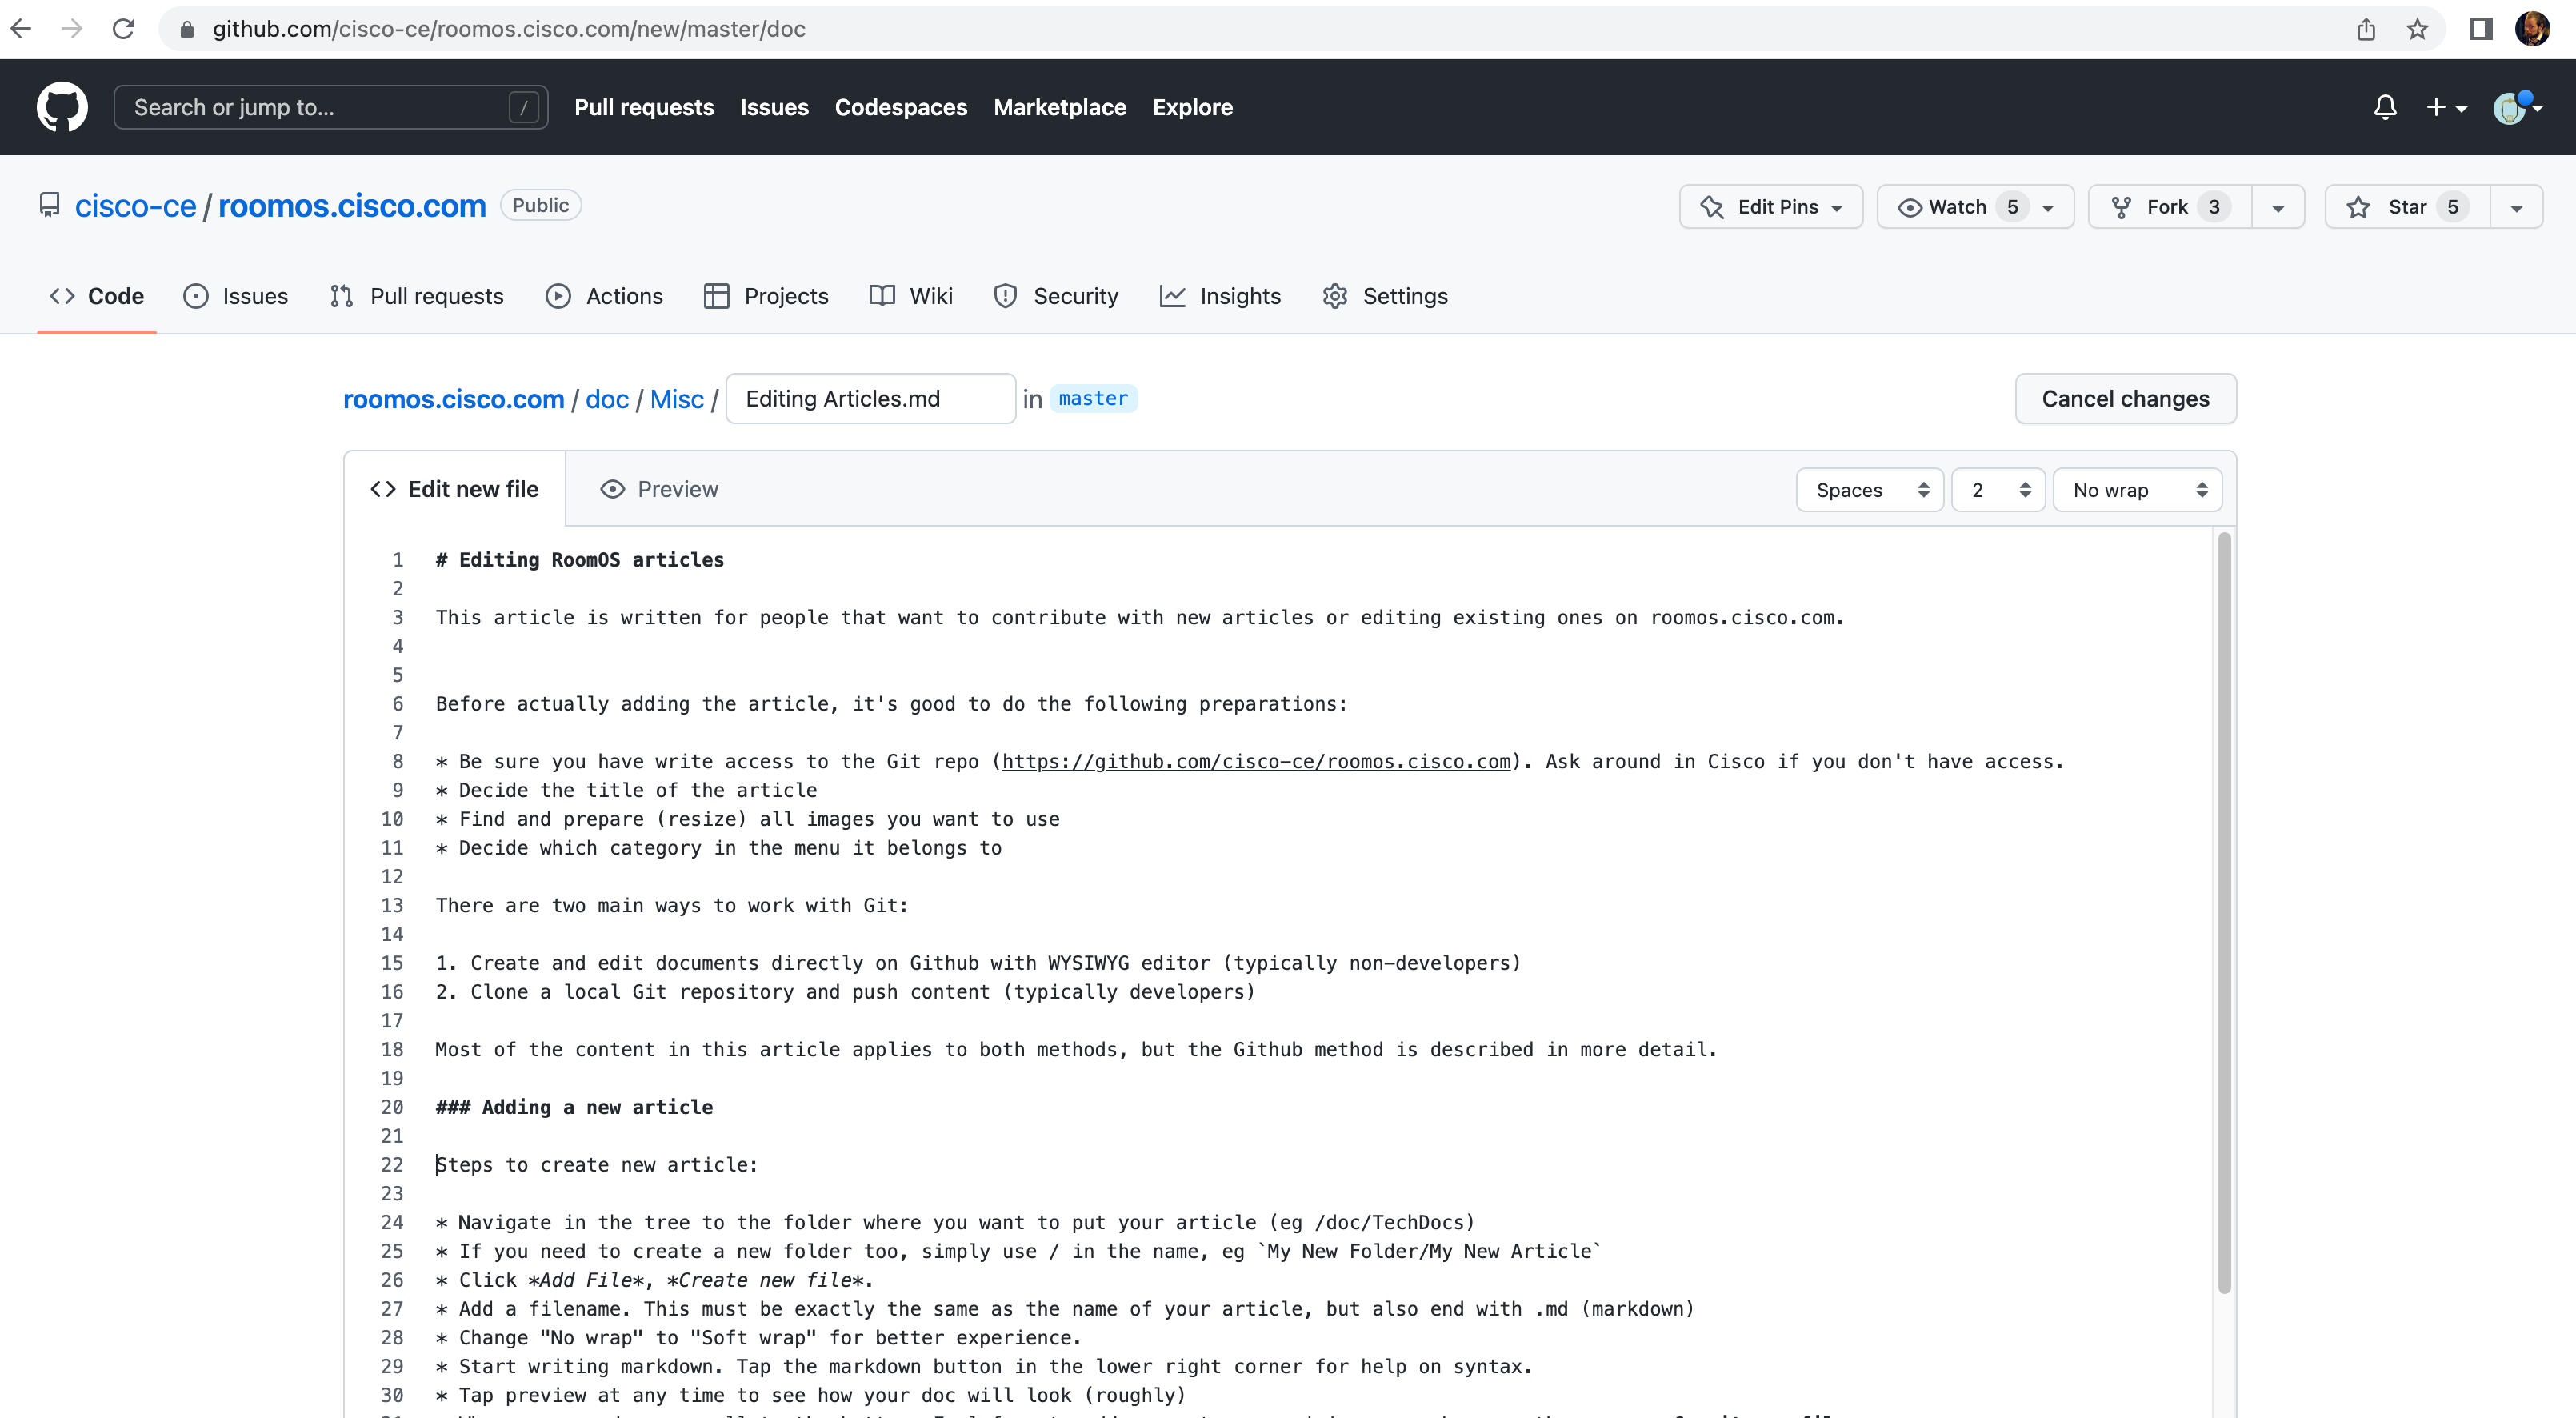 github.com/cisco-ce/roomos.cisco.com/new/master/doc
Search or jump to... /
Pull requests Issues Codespaces Marketplace Explore
cisco-ce / roomos.cisco.com Public
Edit Pins Watch 5 Fork 3 Star 5
Code Issues Pull requests Actions Projects Wiki Security Insights Settings
roomos.cisco.com / doc / Misc / Editing Articles.md in master Cancel changes
Edit new file Preview Spaces 2 No wrap
1 # Editing RoomOS articles
2
3 This article is written for people that want to contribute with new articles or editing existing ones on roomos.cisco.com.
4
5
6 Before actually adding the article, it's good to do the following preparations:
7
8 * Be sure you have write access to the Git repo (https://github.com/cisco-ce/roomos.cisco.com). Ask around in Cisco if you don't have access.
9 * Decide the title of the article
10 * Find and prepare (resize) all images you want to use
11 * Decide which category in the menu it belongs to
12
13 There are two main ways to work with Git:
14
15 1. Create and edit documents directly on Github with WYSIWYG editor (typically non-developers)
16 2. Clone a local Git repository and push content (typically developers)
17
18 Most of the content in this article applies to both methods, but the Github method is described in more detail.
19
20 ### Adding a new article
21
22 Steps to create new article:
23
24 * Navigate in the tree to the folder where you want to put your article (eg /doc/TechDocs)
25 * If you need to create a new folder too, simply use / in the name, eg `My New Folder/My New Article`
26 * Click *Add File*, *Create new file*.
27 * Add a filename. This must be exactly the same as the name of your article, but also end with .md (markdown)
28 * Change "No wrap" to "Soft wrap" for better experience.
29 * Start writing markdown. Tap the markdown button in the lower right corner for help on syntax.
30 * Tap preview at any time to see how your doc will look (roughly)